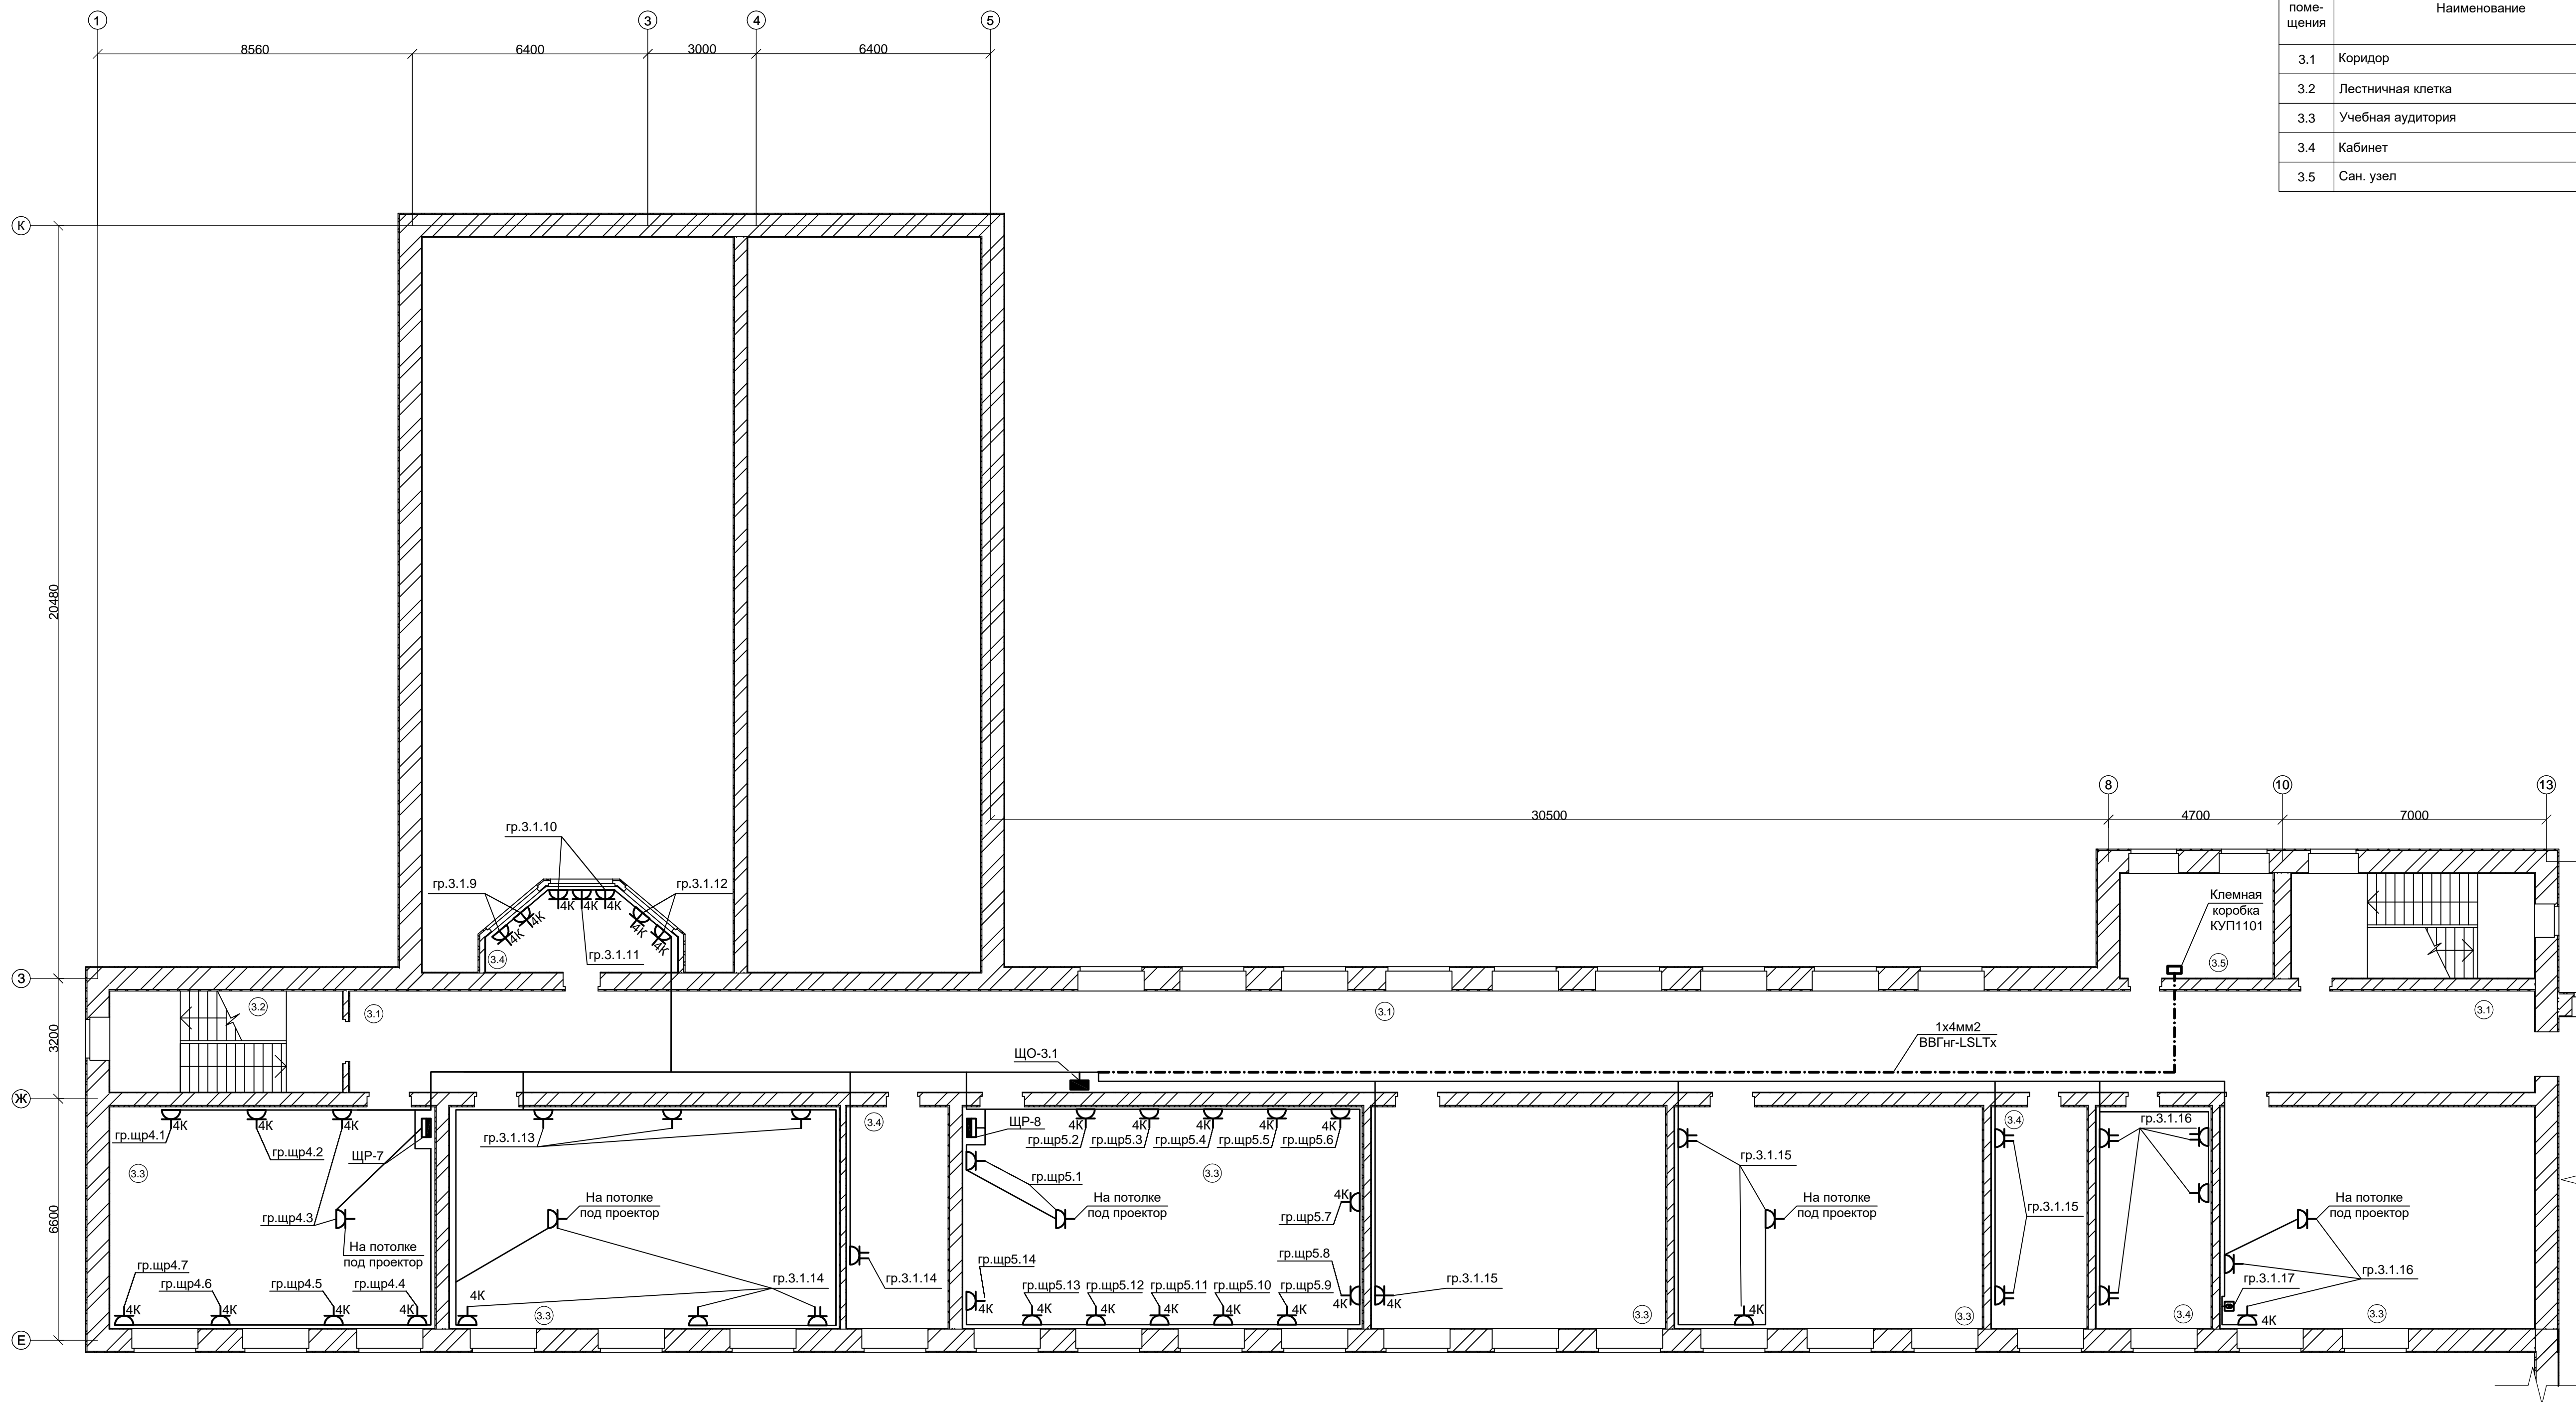 поме-
щения
Наименование
3.1
Коридор
3.2
Лестничная клетка
3.3
Учебная аудитория
3.4
Кабинет
3.5
Сан. узел
1
3
4
5
8560
6400
3000
6400
К
20480
8
10
13
30500
4700
7000
гр.3.1.10
гр.3.1.9
гр.3.1.12
4К
4К
4К
4К
4К
4К
4К
гр.3.1.11
3.4
Клемная
коробка
КУП1101
3.5
З
3.2
3.1
3.1
3.1
3200
1х4мм2
ВВГнг-LSLTx
ЩО-3.1
Ж
4К
4К
4К
гр.щр4.1
гр.щр4.2
ЩР-7
3.3
гр.щр4.3
На потолке
под проектор
гр.щр4.7
гр.щр4.6
гр.щр4.5
гр.щр4.4
4К
4К
4К
4К
гр.3.1.13
На потолке
под проектор
4К
гр.3.1.14
3.3
3.4
гр.3.1.14
ЩР-8
4К
4К
4К
4К
4К
гр.щр5.2
гр.щр5.3
гр.щр5.4
гр.щр5.5
гр.щр5.6
гр.щр5.1
3.3
На потолке
под проектор
4К
гр.щр5.7
гр.щр5.8
гр.щр5.14
гр.щр5.13
гр.щр5.12
гр.щр5.11
гр.щр5.10
гр.щр5.9
4К
4К
4К
4К
4К
4К
4К
4К
гр.3.1.15
3.3
гр.3.1.15
На потолке
под проектор
4К
3.3
3.4
гр.3.1.15
гр.3.1.16
3.4
На потолке
под проектор
гр.3.1.17
гр.3.1.16
4К
3.3
6600
Е